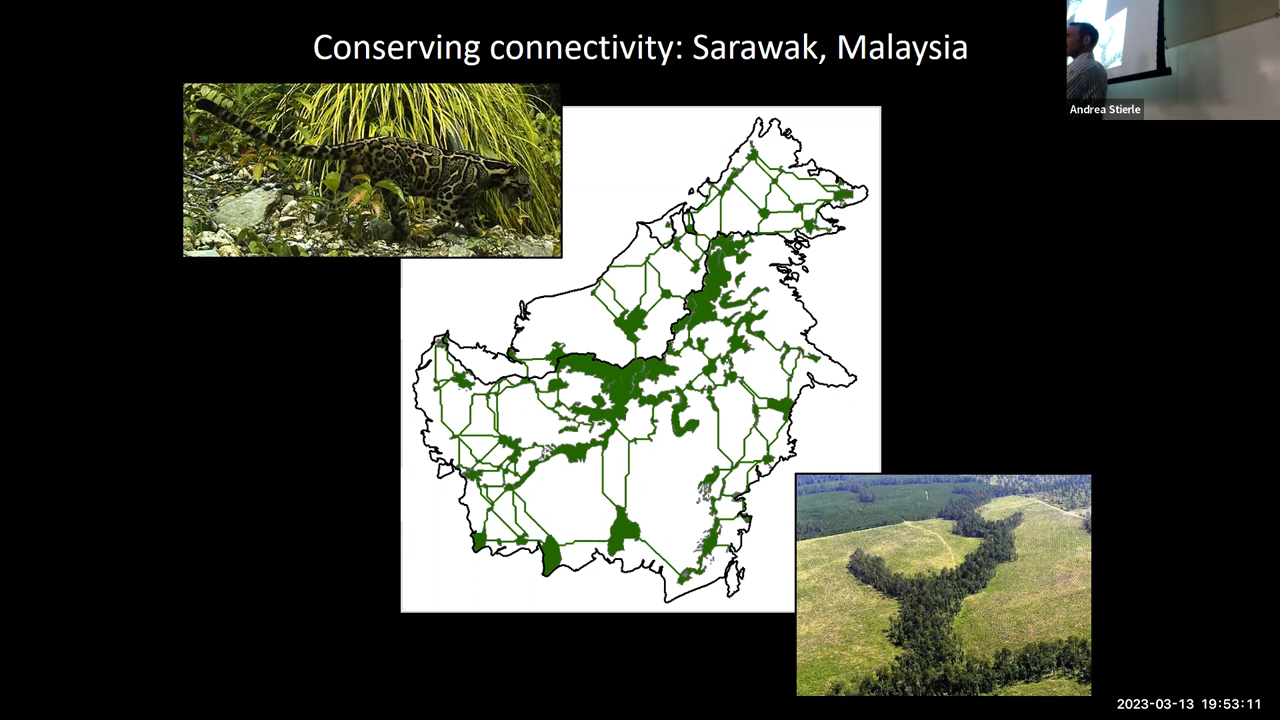 Conserving connectivity: Sarawak, Malaysia
Andrea Stierle
2023-03-13 19:53:11